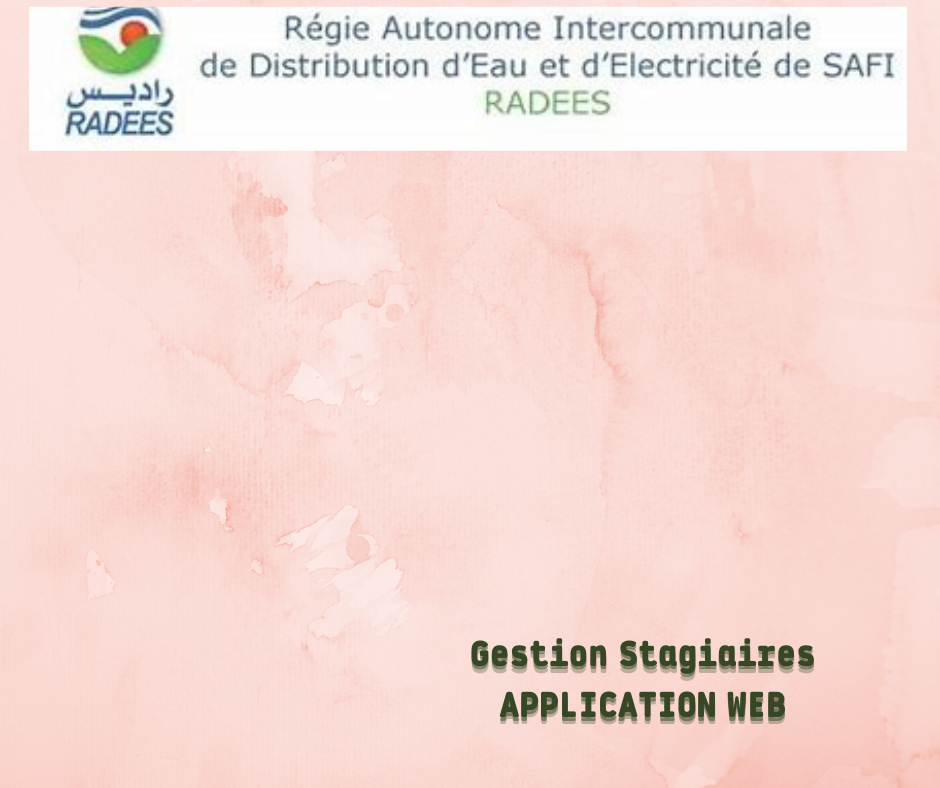 Régie Autonome Intercommunale
de Distribution d'Eau et d'Electricité de SAFI
RADEES
راديس
RADEES
Gestion Stagiaires
APPLICATION WEB